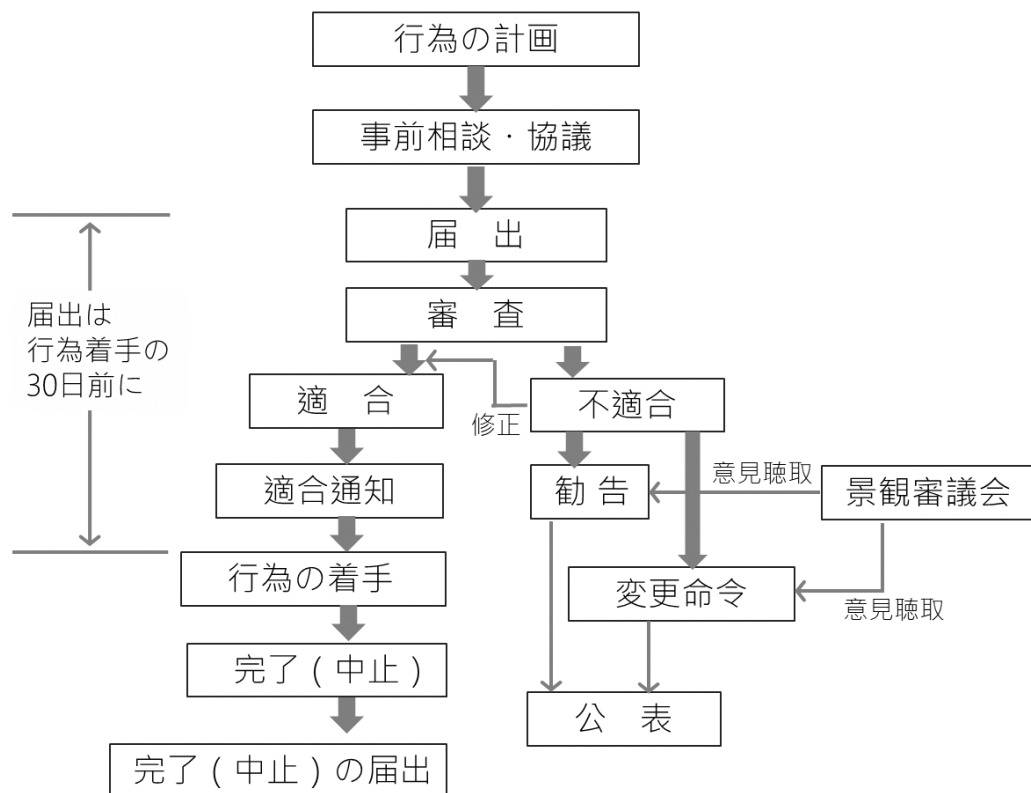 行為の計画
事前相談・協議
届　出
審　査
届出は
行為着手の
30日前に
適　合
修正
不適合
適合通知
勧 告
意見聴取
景観審議会
行為の着手
変更命令
意見聴取
完了 ( 中止 )
公　表
完了 ( 中止 ) の届出